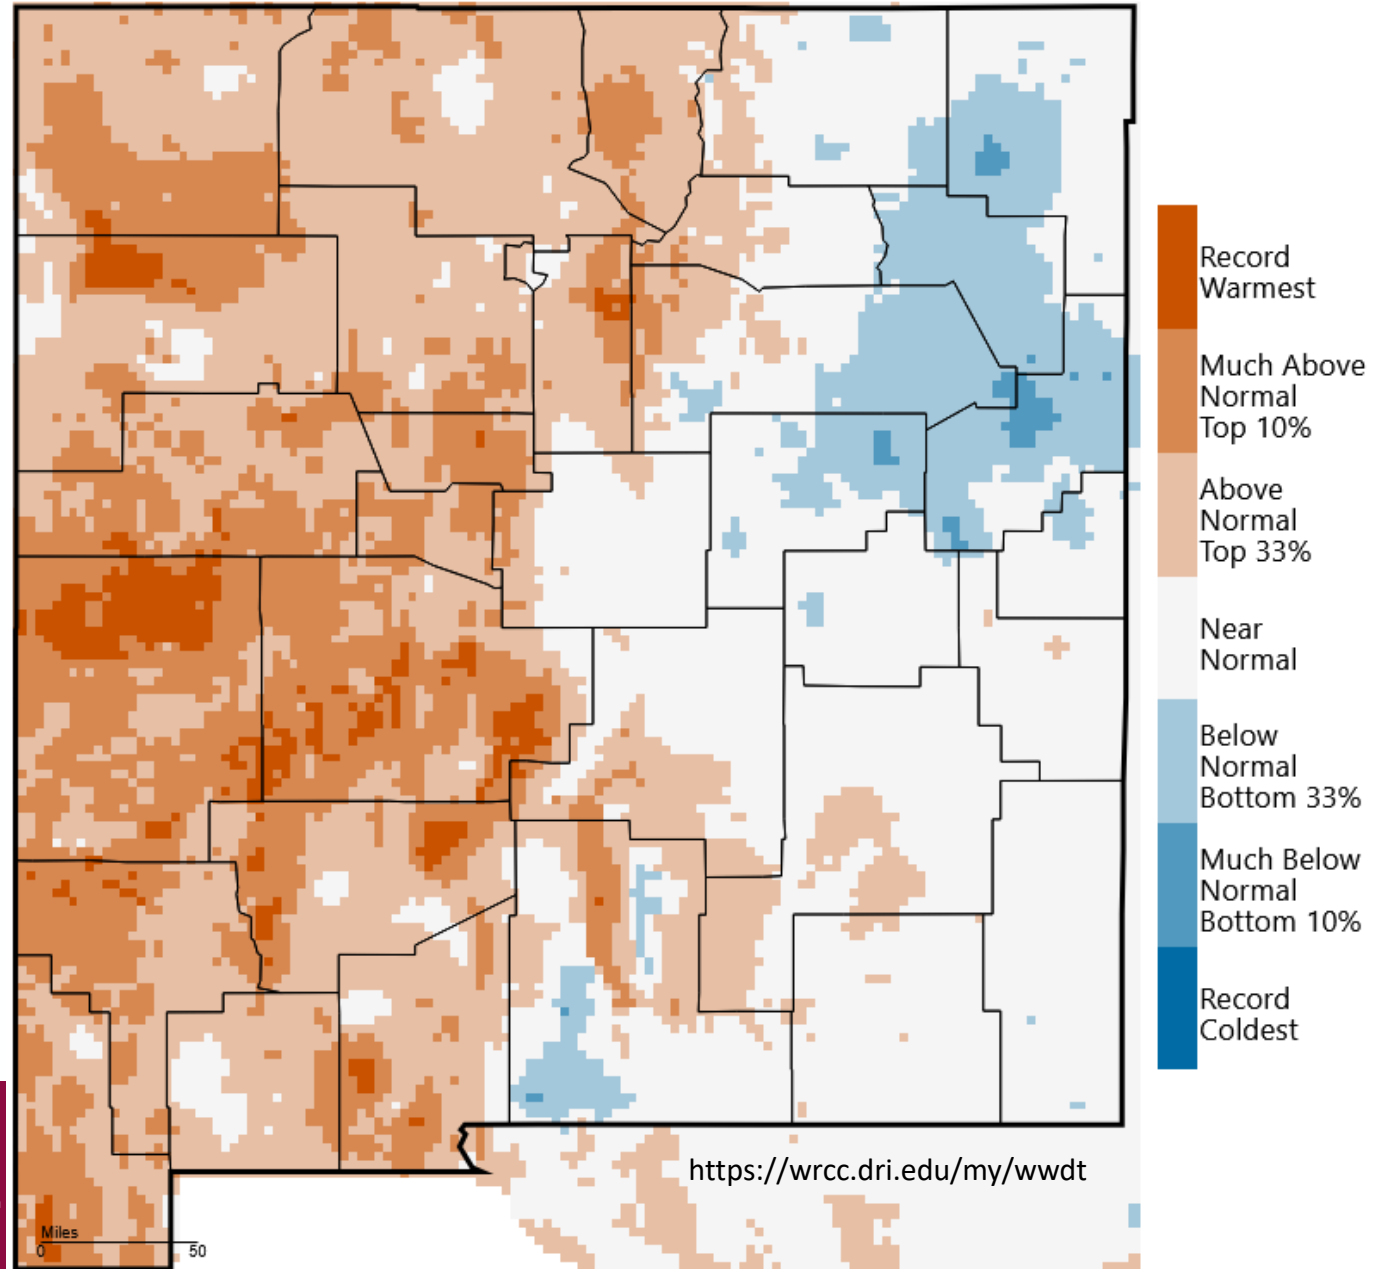 Record
Warmest
Much Above
Normal
Top 10%
Above
Normal
Top 33%
Near
Normal
Below
Normal
Bottom 33%
Much Below
Normal
Bottom 10%
Record
Coldest
https://wrcc.dri.edu/my/wwdt
Miles
0 50